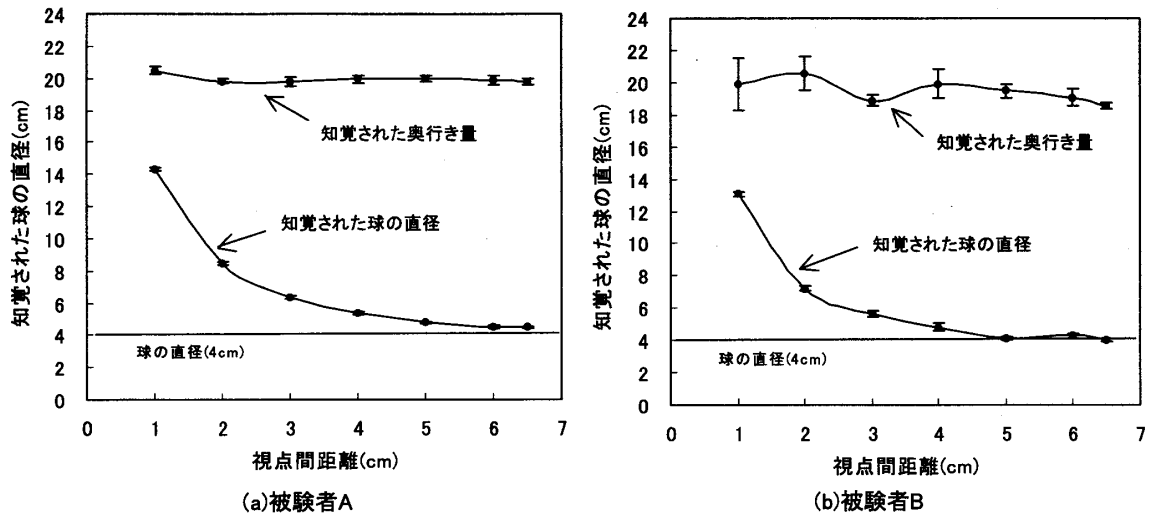 知覚された球の直径(cm)
24
22
20
18
16
14
12
10
8
6
4
2
0
知覚された奥行き量
知覚された球の直径
球の直径(4cm)
0 1 2 3 4 5 6 7
視点間距離(cm)
(a)被験者A
知覚された球の直径(cm)
24
22
20
18
16
14
12
10
8
6
4
2
0
知覚された奥行き量
知覚された球の直径
球の直径(4cm)
0 1 2 3 4 5 6 7
視点間距離(cm)
(b)被験者B